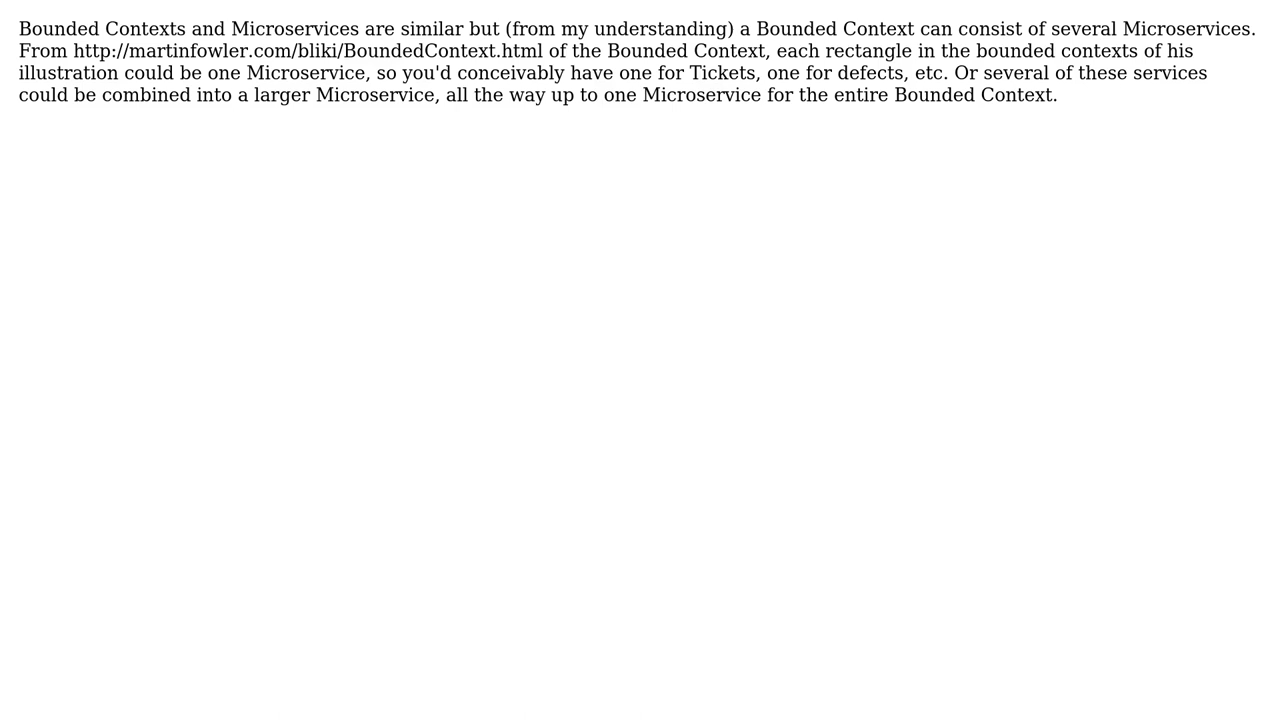 Bounded Contexts and Microservices are similar but (from my understanding) a Bounded Context can consist of several Microservices.
From http://martinfowler.com/bliki/BoundedContext.html of the Bounded Context, each rectangle in the bounded contexts of his
illustration could be one Microservice, so you'd conceivably have one for Tickets, one for defects, etc. Or several of these services
could be combined into a larger Microservice, all the way up to one Microservice for the entire Bounded Context.